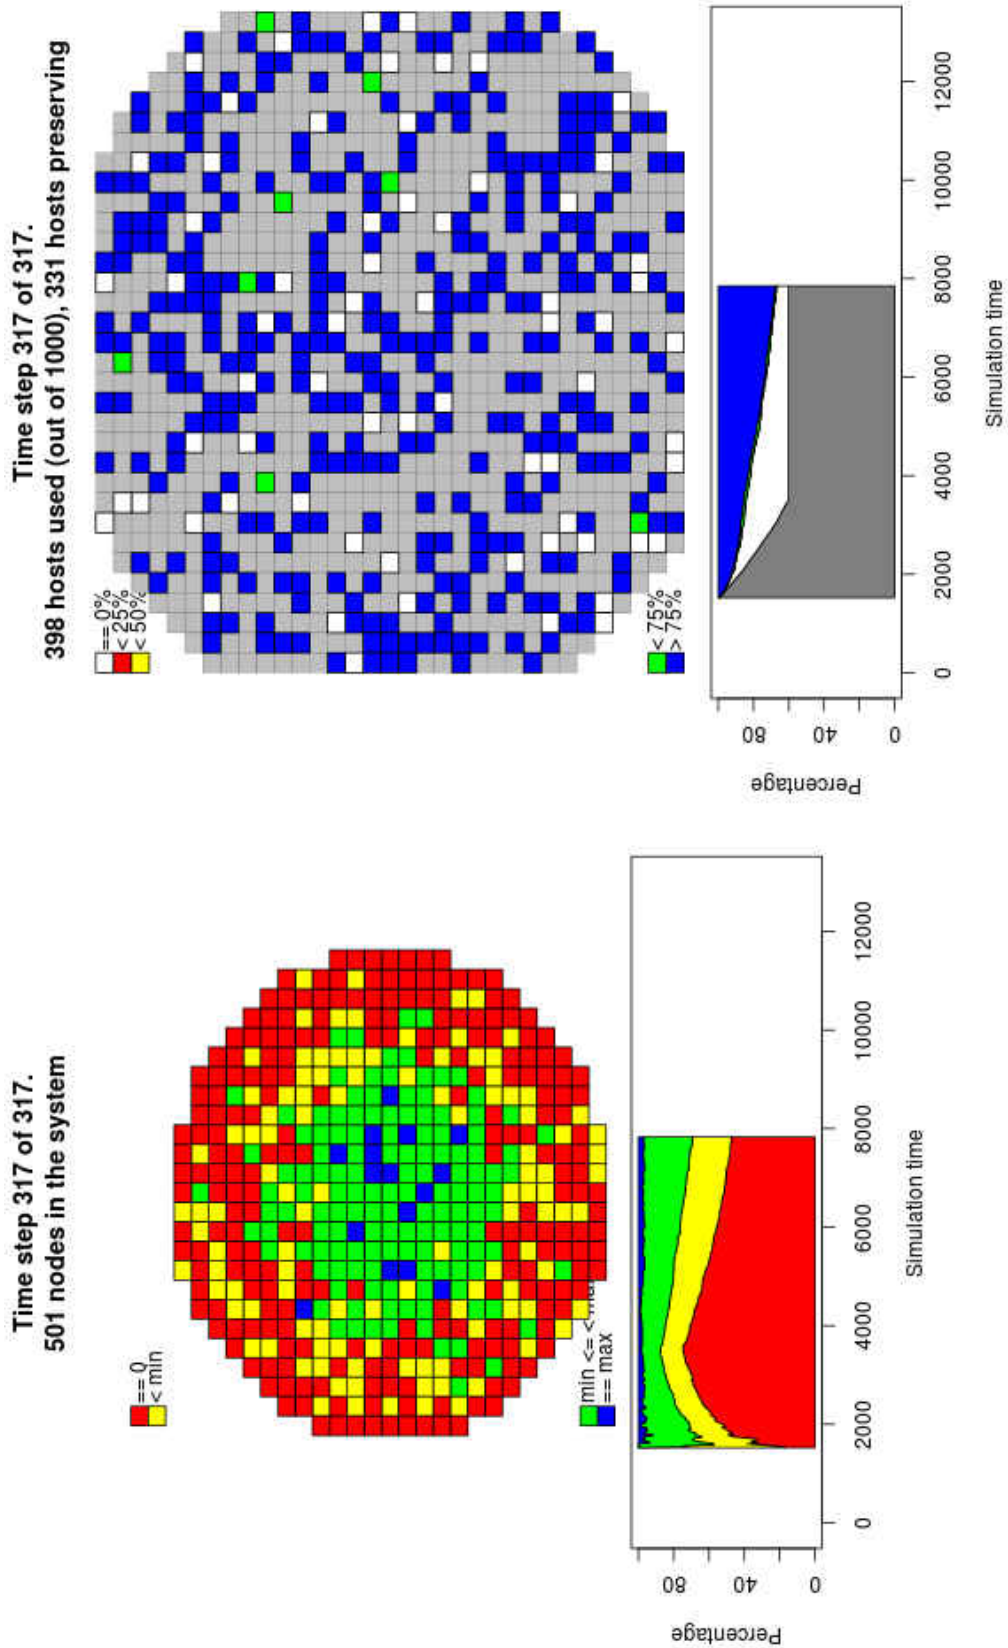 Time step 317 of 317.
501 nodes in the system
== 0
< min
min <= <
== max
Percentage
0
40
80
0
2000
4000
6000
8000
10000
12000
Simulation time
Time step 317 of 317.
398 hosts used (out of 1000), 331 hosts preserving
== 0%
< 25%
< 50%
< 75%
> 75%
Percentage
0
40
80
0
2000
4000
6000
8000
10000
12000
Simulation time